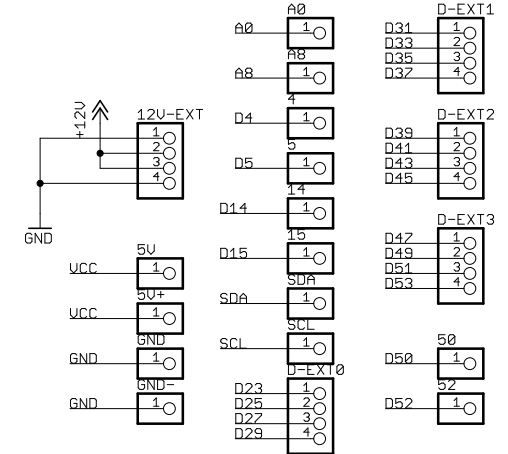 +12V
12V-EXT
1
2
3
4
GND
5V
VCC 1
5V+
VCC 1
GND
GND 1
GND-
GND 1
A0
A0 1
A8
A8 1
4
D4 1
5
D5 1
14
D14 1
15
D15 1
SDA
SDA 1
SCL
SCL 1
D-EXT0
D23 1
D25 2
D27 3
D29 4
D-EXT1
D31 1
D33 2
D35 3
D37 4
D-EXT2
D39 1
D41 2
D43 3
D45 4
D-EXT3
D47 1
D49 2
D51 3
D53 4
50
D50 1
52
D52 1